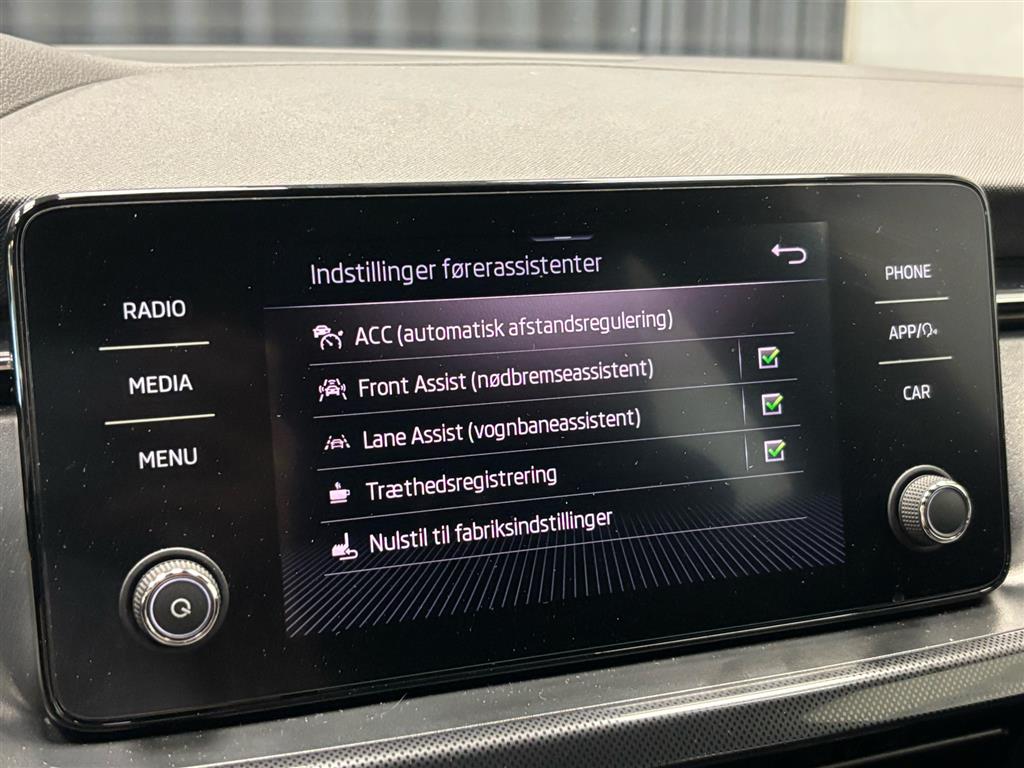 RADIO
MEDIA
MENU
Indstillinger førerassistenter
ACC (automatisk afstandsregulering)
Front Assist (nødbremseassistent)
Lane Assist (vognbaneassistent)
Træthedsregistrering
Nulstil til fabriksindstillinger
PHONE
APP/
CAR